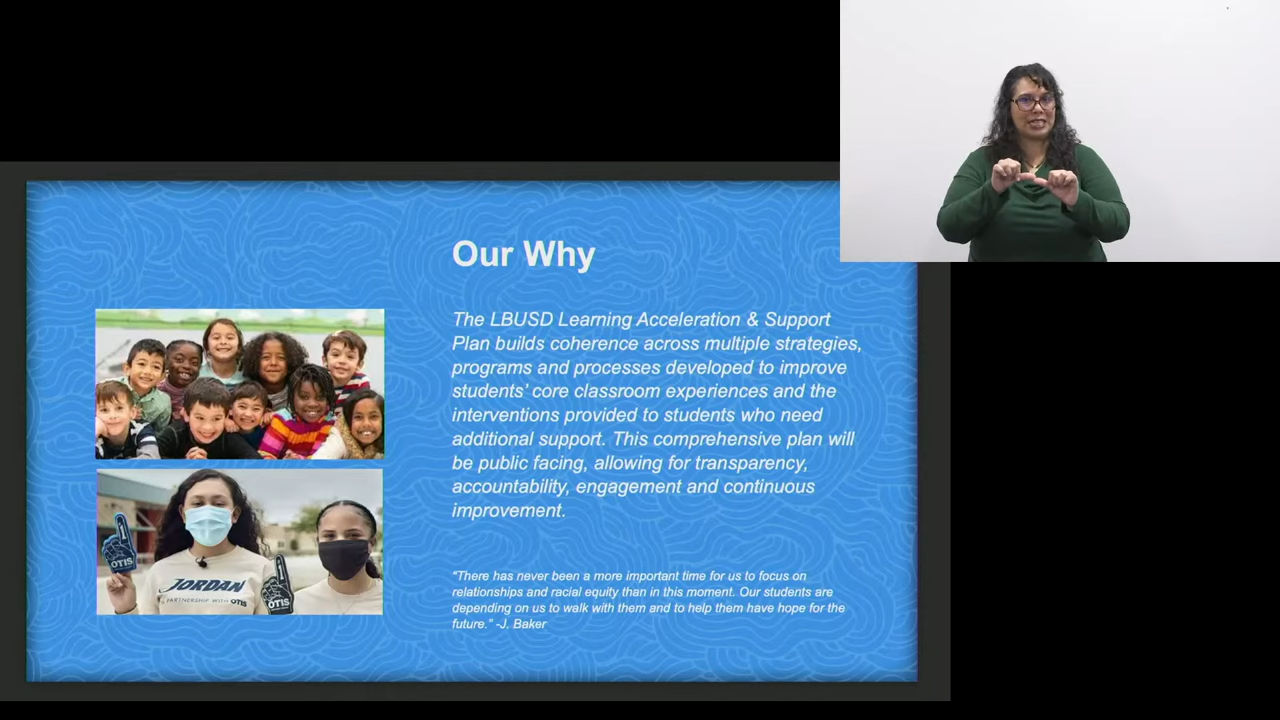 Our Why
The LBUSD Learning Acceleration & Support
Plan builds coherence across multiple strategies,
programs and processes developed to improve
students' core classroom experiences and the
interventions provided to students who need
additional support. This comprehensive plan will
be public facing, allowing for transparency,
accountability, engagement and continuous
improvement.
“There has never been a more important time for us to focus on
relationships and racial equity than in this moment. Our students are
depending on us to walk with them and to help them have hope for the
future.” -J. Baker
OTIS
JORDAN
PARTNERSHIP WITH OTIS
OTIS